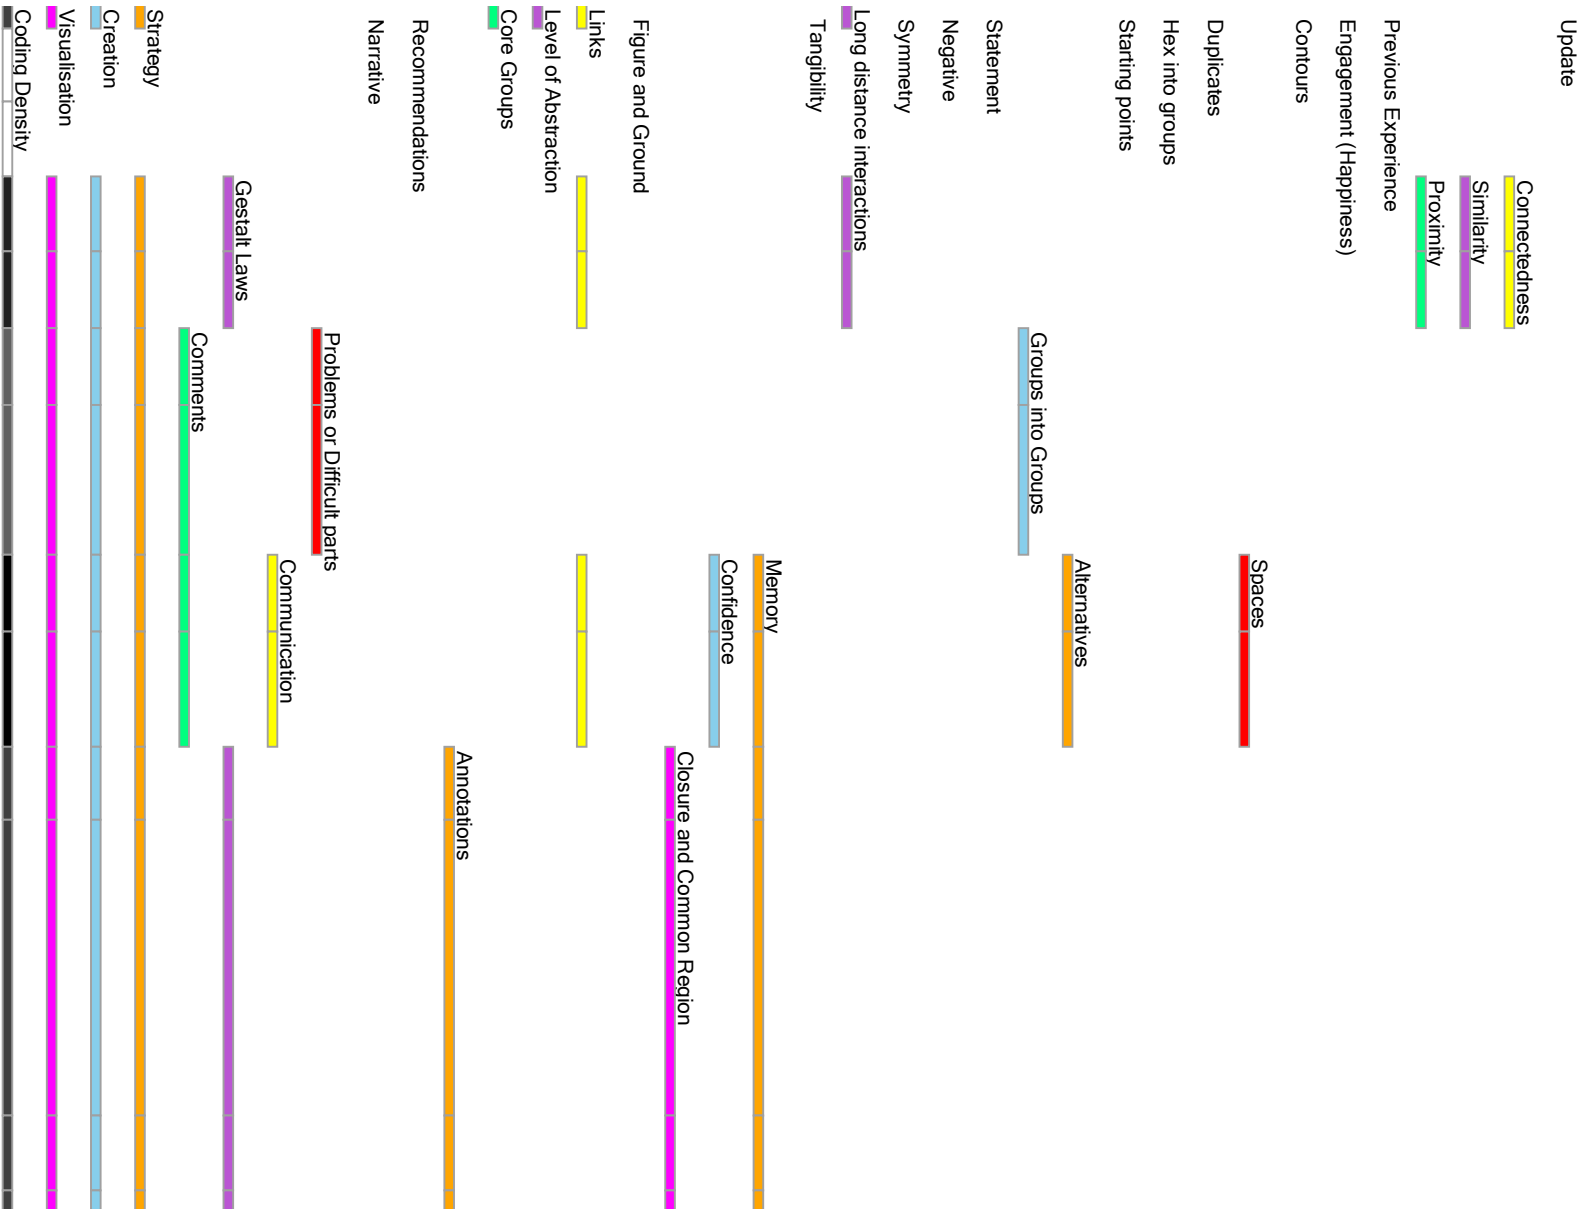 Coding Density
Visualisation
Creation
Strategy
Comments
Gestalt Laws
Communication
Problems or Difficult parts
Narrative
Recommendations
Annotations
Core Groups
Level of Abstraction
Links
Figure and Ground
Closure and Common Region
Confidence
Memory
Tangibility
Long distance interactions
Symmetry
Negative
Statement
Groups into Groups
Alternatives
Starting points
Hex into groups
Duplicates
Spaces
Contours
Engagement (Happiness)
Previous Experience
Proximity
Similarity
Connectedness
Update